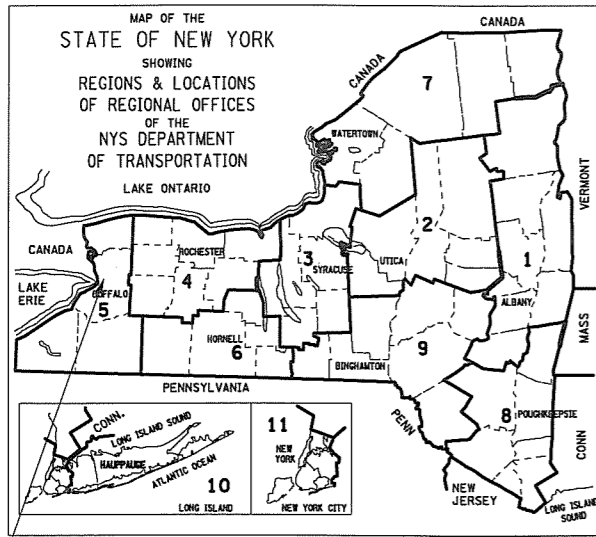 MAP OF THE
STATE OF NEW YORK
SHOWING
REGIONS & LOCATIONS
OF REGIONAL OFFICES
OF THE
NYS DEPARTMENT
OF TRANSPORTATION
LAKE ONTARIO
CANADA
CANADA
7
WATERTOWN
VERMONT
2
CANADA
ROCHESTER
3
SYRACUSE
UTICA
1
LAKE
ERIE
BUFFALO
5
4
ALBANY
MASS
HORNELL
6
BINGHAMTON
9
PENNSYLVANIA
PENN
8
POUGHKEEPSIE
CONN
NEW
JERSEY
LONG ISLAND
SOUND
CONN.
LONG ISLAND SOUND
HAUPPAUGE
ATLANTIC OCEAN
10
LONG ISLAND
11
NEW
YORK
NEW YORK CITY